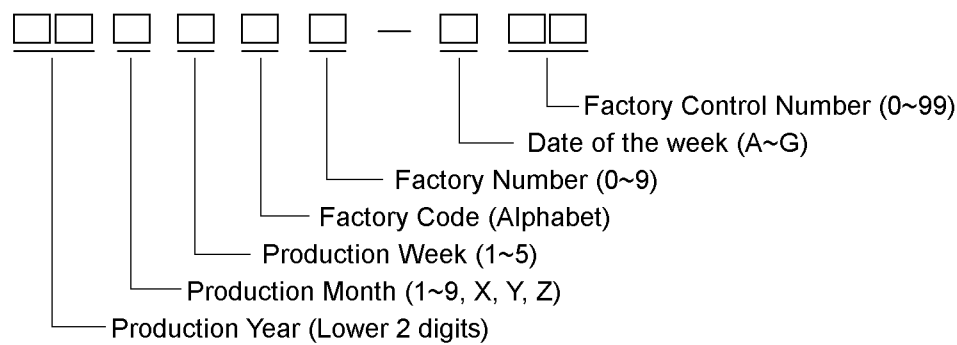 Factory Control Number (0~99)
Date of the week (A~G)
Factory Number (0~9)
Factory Code (Alphabet)
Production Week (1~5)
Production Month (1~9, X, Y, Z)
Production Year (Lower 2 digits)